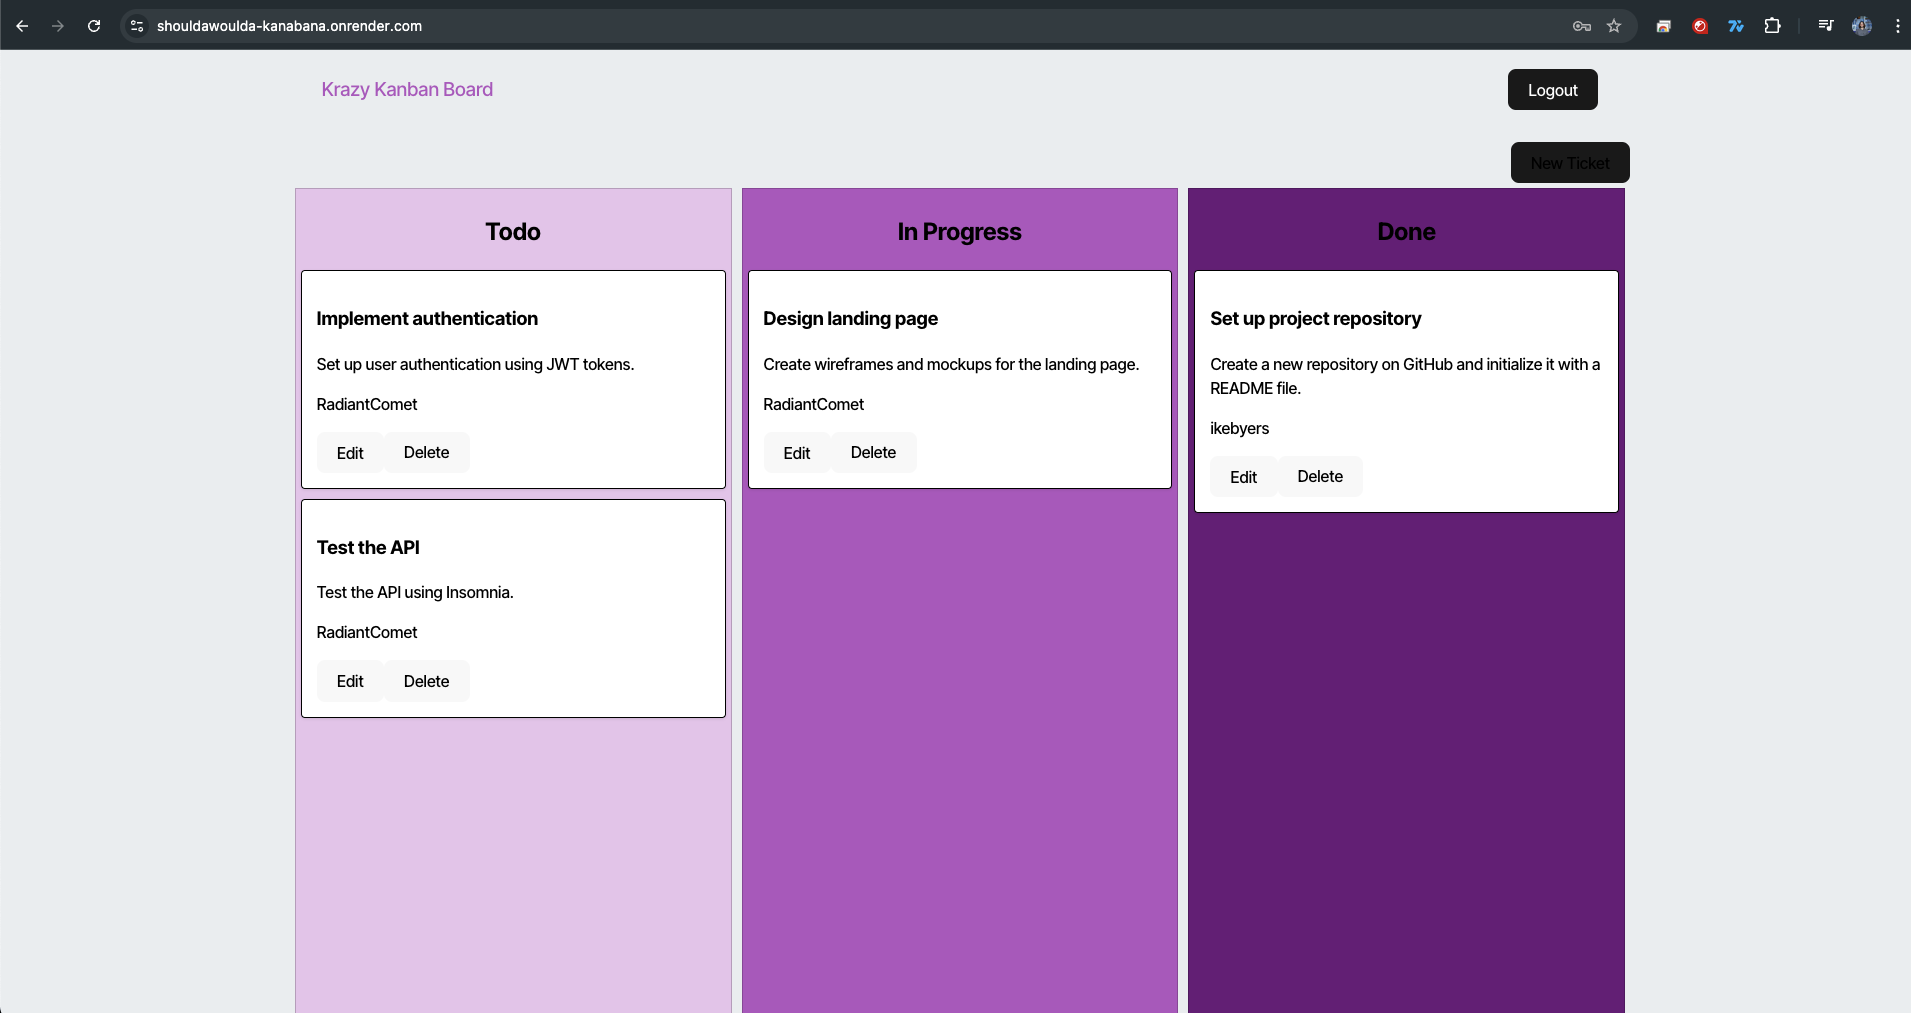 shouldawoulda-kanabana.onrender.com
Krazy Kanban Board
Logout
New Ticket
Todo
Implement authentication
Set up user authentication using JWT tokens.
RadiantComet
Edit
Delete
Test the API
Test the API using Insomnia.
RadiantComet
Edit
Delete
In Progress
Design landing page
Create wireframes and mockups for the landing page.
RadiantComet
Edit
Delete
Done
Set up project repository
Create a new repository on GitHub and initialize it with a
README file.
ikebyers
Edit
Delete